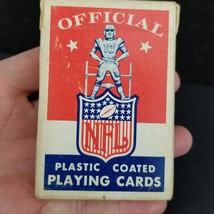 OFFICIAL
NFL
PLASTIC COATED
PLAYING CARDS